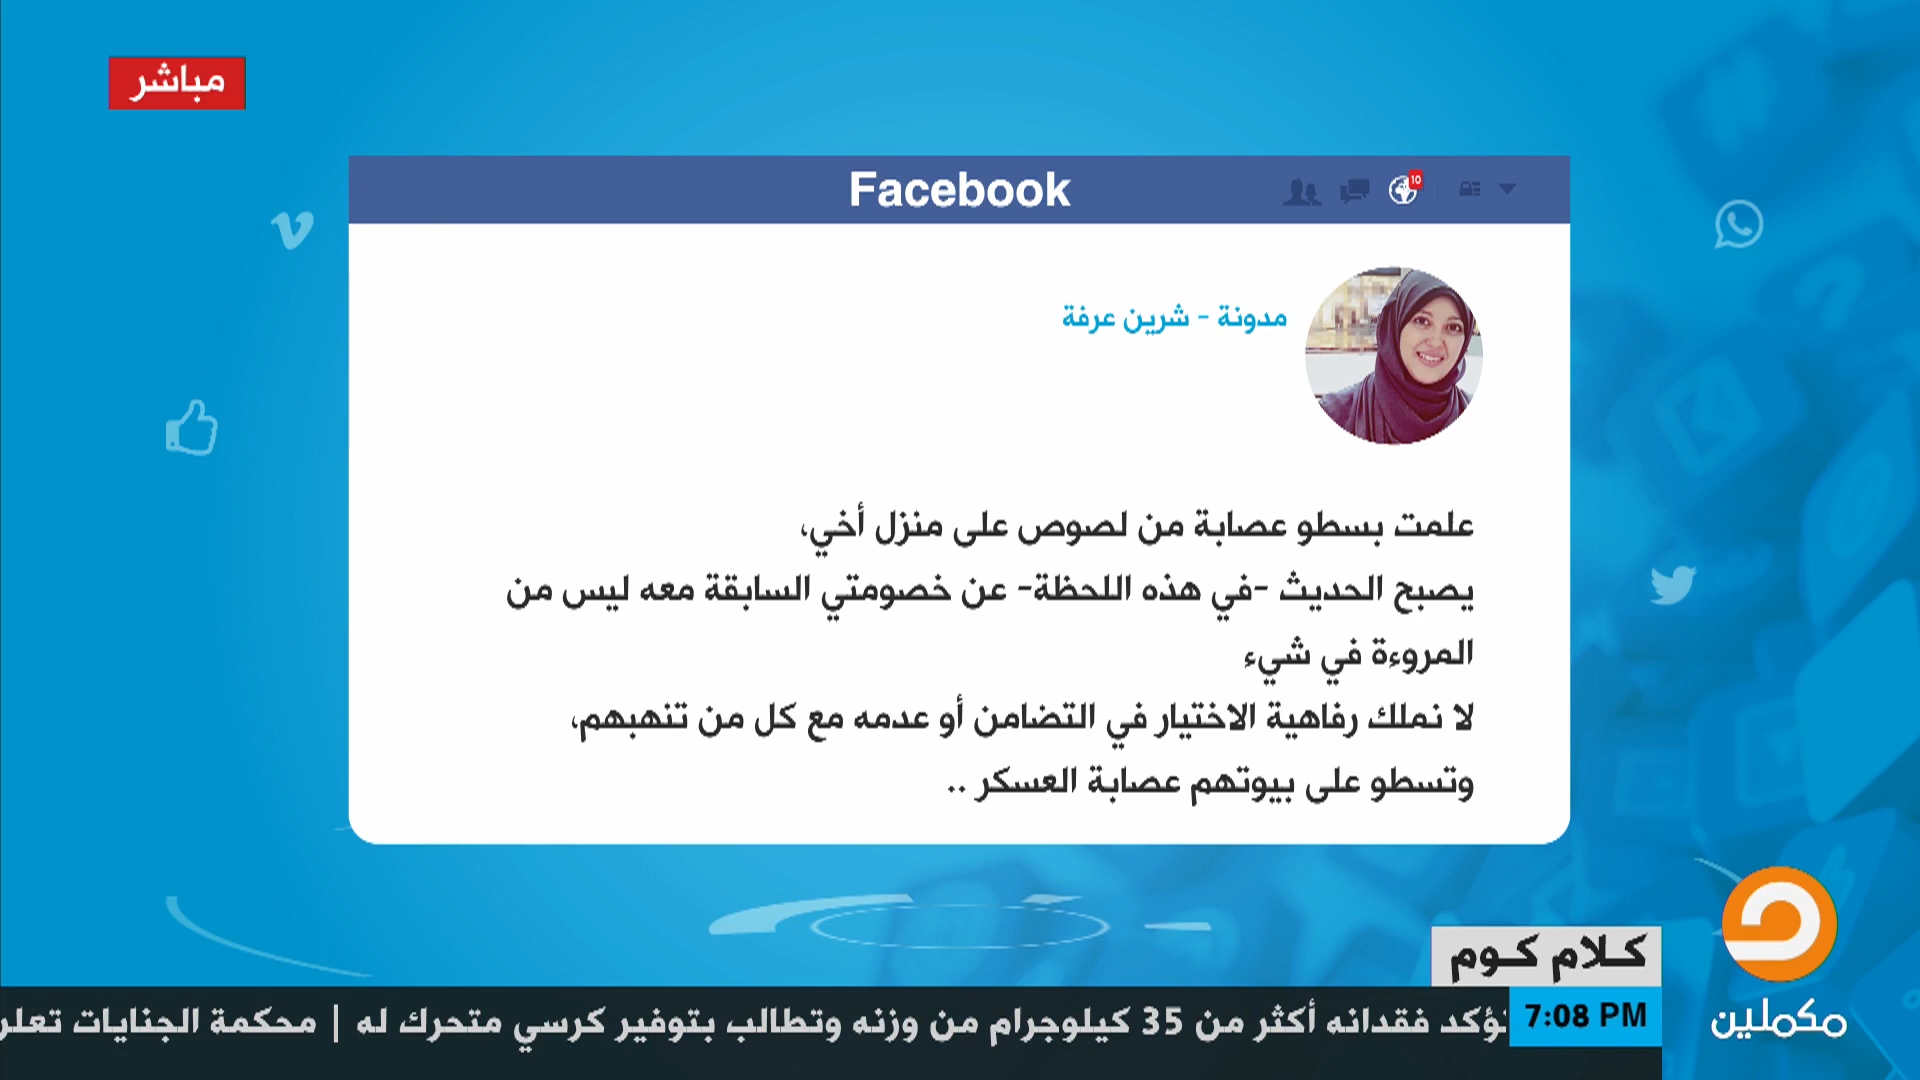 مباشر
Facebook
10
مدونة - شرين عرفة
علمت بسطو عصابة من لصوص على منزل أخي،
يصبح الحديث -في هذه اللحظة- عن خصومتي السابقة معه ليس من
المروءة في شيء
لا نملك رفاهية الاختيار في التضامن أو عدمه مع كل من تنهبهم،
وتسطو على بيوتهم عصابة العسكر ..
كلام كوم
7:08 PM
فقدانه أكثر من 35 كيلوجرام من وزنه وتطالب بتوفير كرسي متحرك له | محكمة الجنايات
مكملين